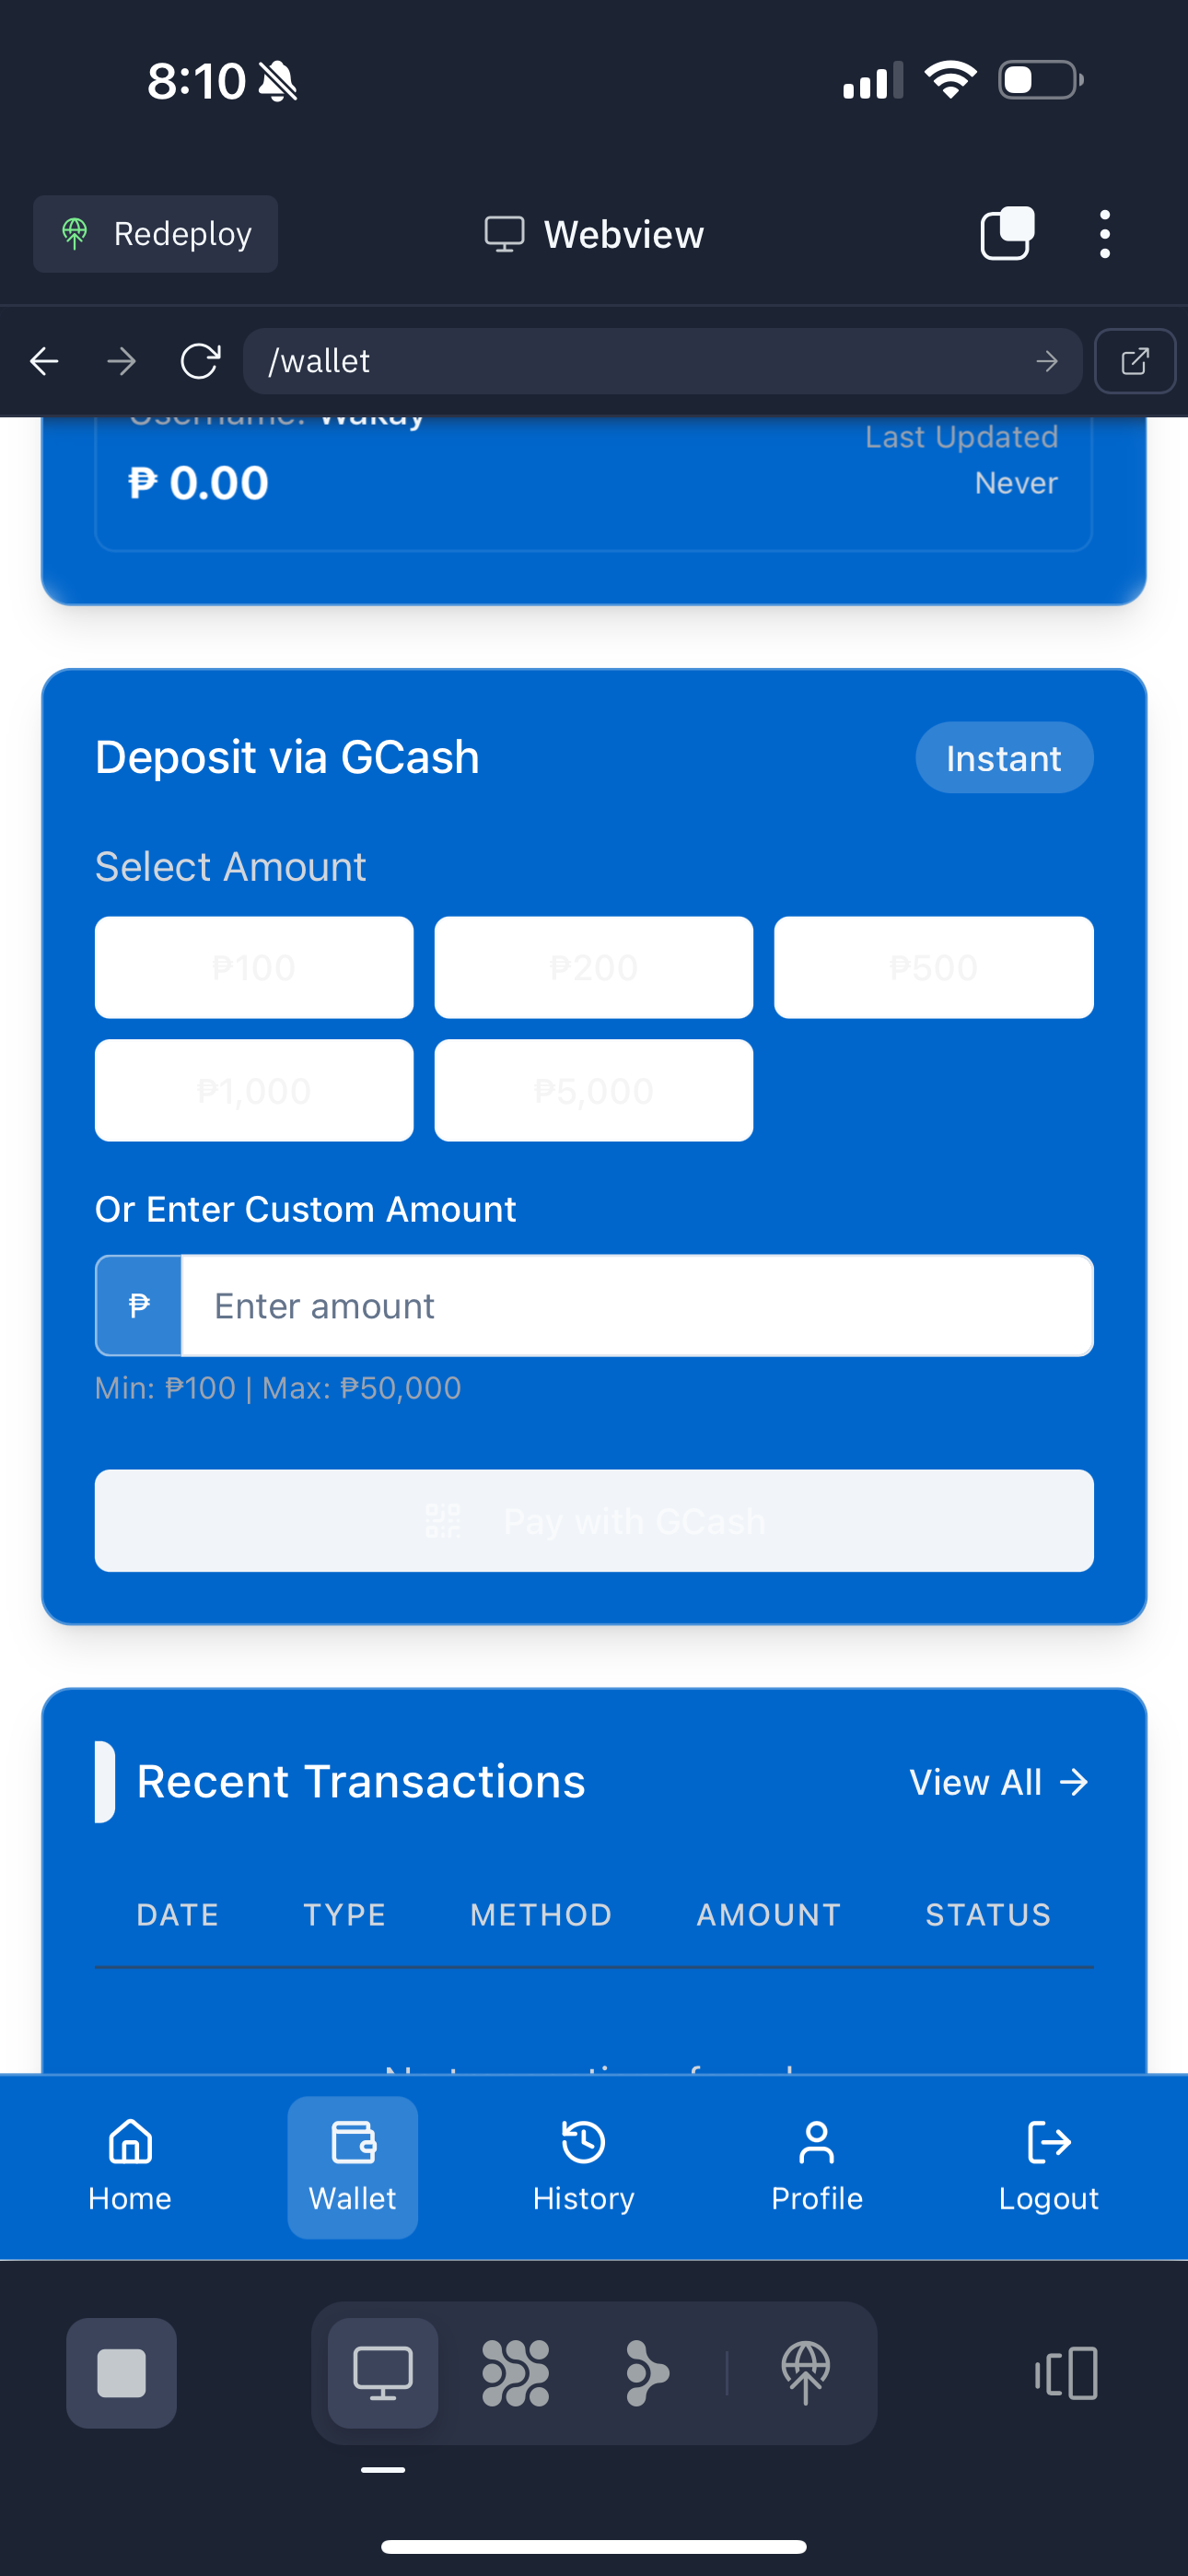 8:10
Redeploy
Webview
/wallet
Username: Wakay
Last Updated
₱ 0.00
Never
Deposit via GCash
Instant
Select Amount
₱100
₱200
₱500
₱1,000
₱5,000
Or Enter Custom Amount
₱
Enter amount
Min: ₱100 | Max: ₱50,000
Pay with GCash
Recent Transactions
View All
DATE TYPE METHOD AMOUNT STATUS
Home
Wallet
History
Profile
Logout